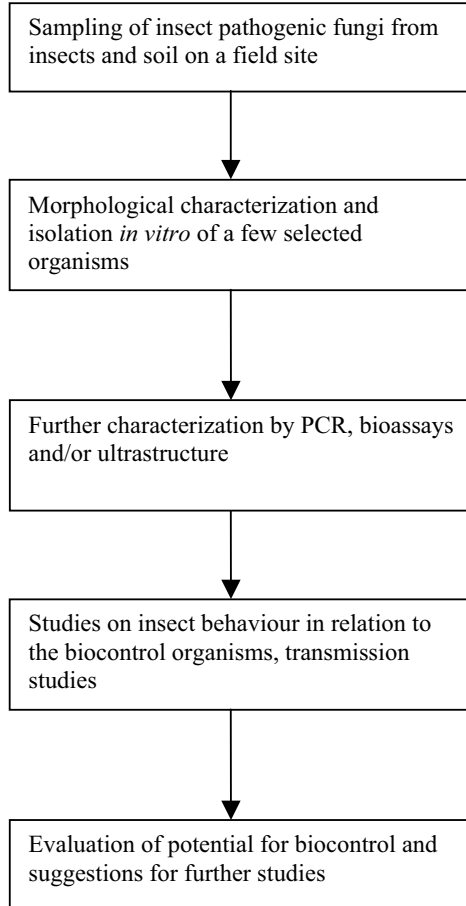 Sampling of insect pathogenic fungi from
insects and soil on a field site
Morphological characterization and
isolation in vitro of a few selected
organisms
Further characterization by PCR, bioassays
and/or ultrastructure
Studies on insect behaviour in relation to
the biocontrol organisms, transmission
studies
Evaluation of potential for biocontrol and
suggestions for further studies